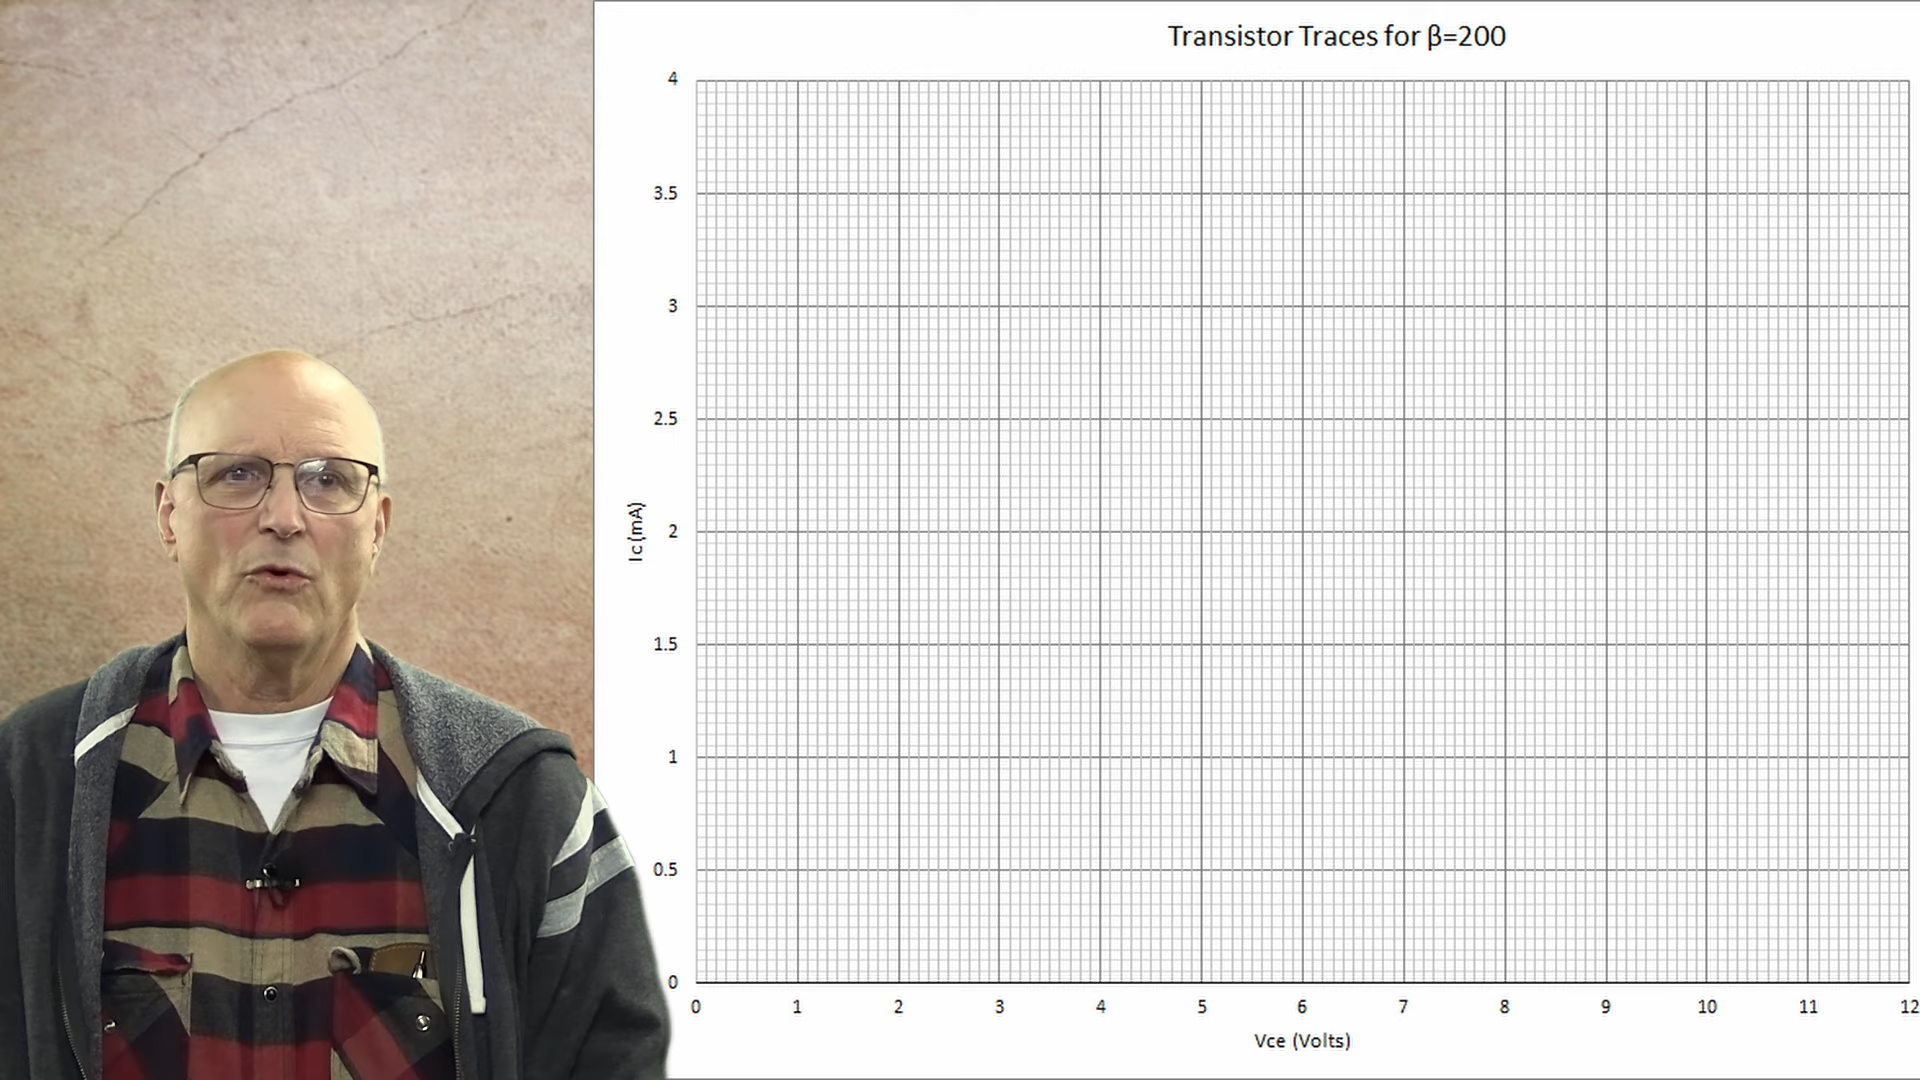 Transistor Traces for β=200
4
3.5
3
2.5
2
1.5
1
0.5
0
Ic (mA)
0 1 2 3 4 5 6 7 8 9 10 11 12
Vce (Volts)